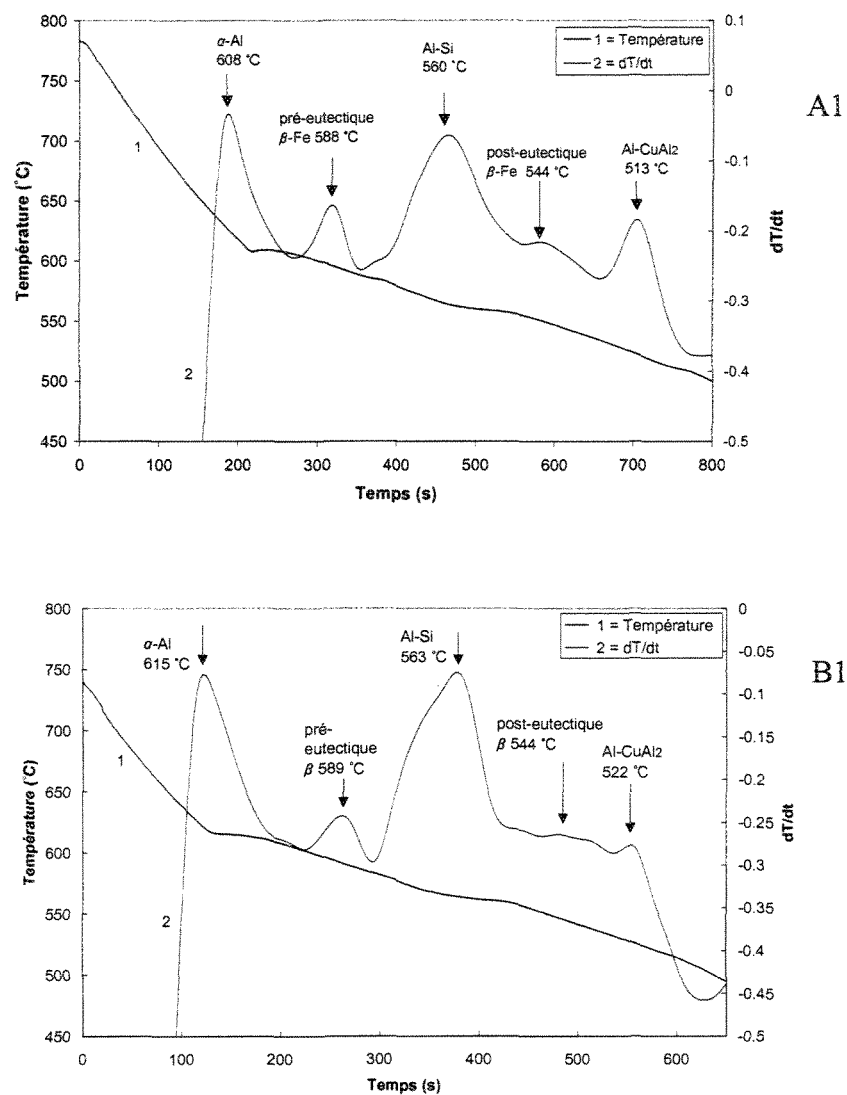 800
750
700
650
600
550
500
450
Température (°C)
0.1
0
-0.1
-0.2
-0.3
-0.4
-0.5
dT/dt
0 100 200 300 400 500 600 700 800
Temps (s)
1 = Température
2 = dT/dt
α-Al
608 °C
pré-eutectique
β-Fe 588 °C
Al-Si
560 °C
post-eutectique
β-Fe 544 °C
Al-CuAl2
513 °C
1
2
A1
800
750
700
650
600
550
500
450
Température (°C)
0
-0.05
-0.1
-0.15
-0.2
-0.25
-0.3
-0.35
-0.4
-0.45
-0.5
dT/dt
0 100 200 300 400 500 600
Temps (s)
1 = Température
2 = dT/dt
α-Al
615 °C
pré-
eutectique
β 589 °C
Al-Si
563 °C
post-eutectique
β 544 °C
Al-CuAl2
522 °C
1
2
B1